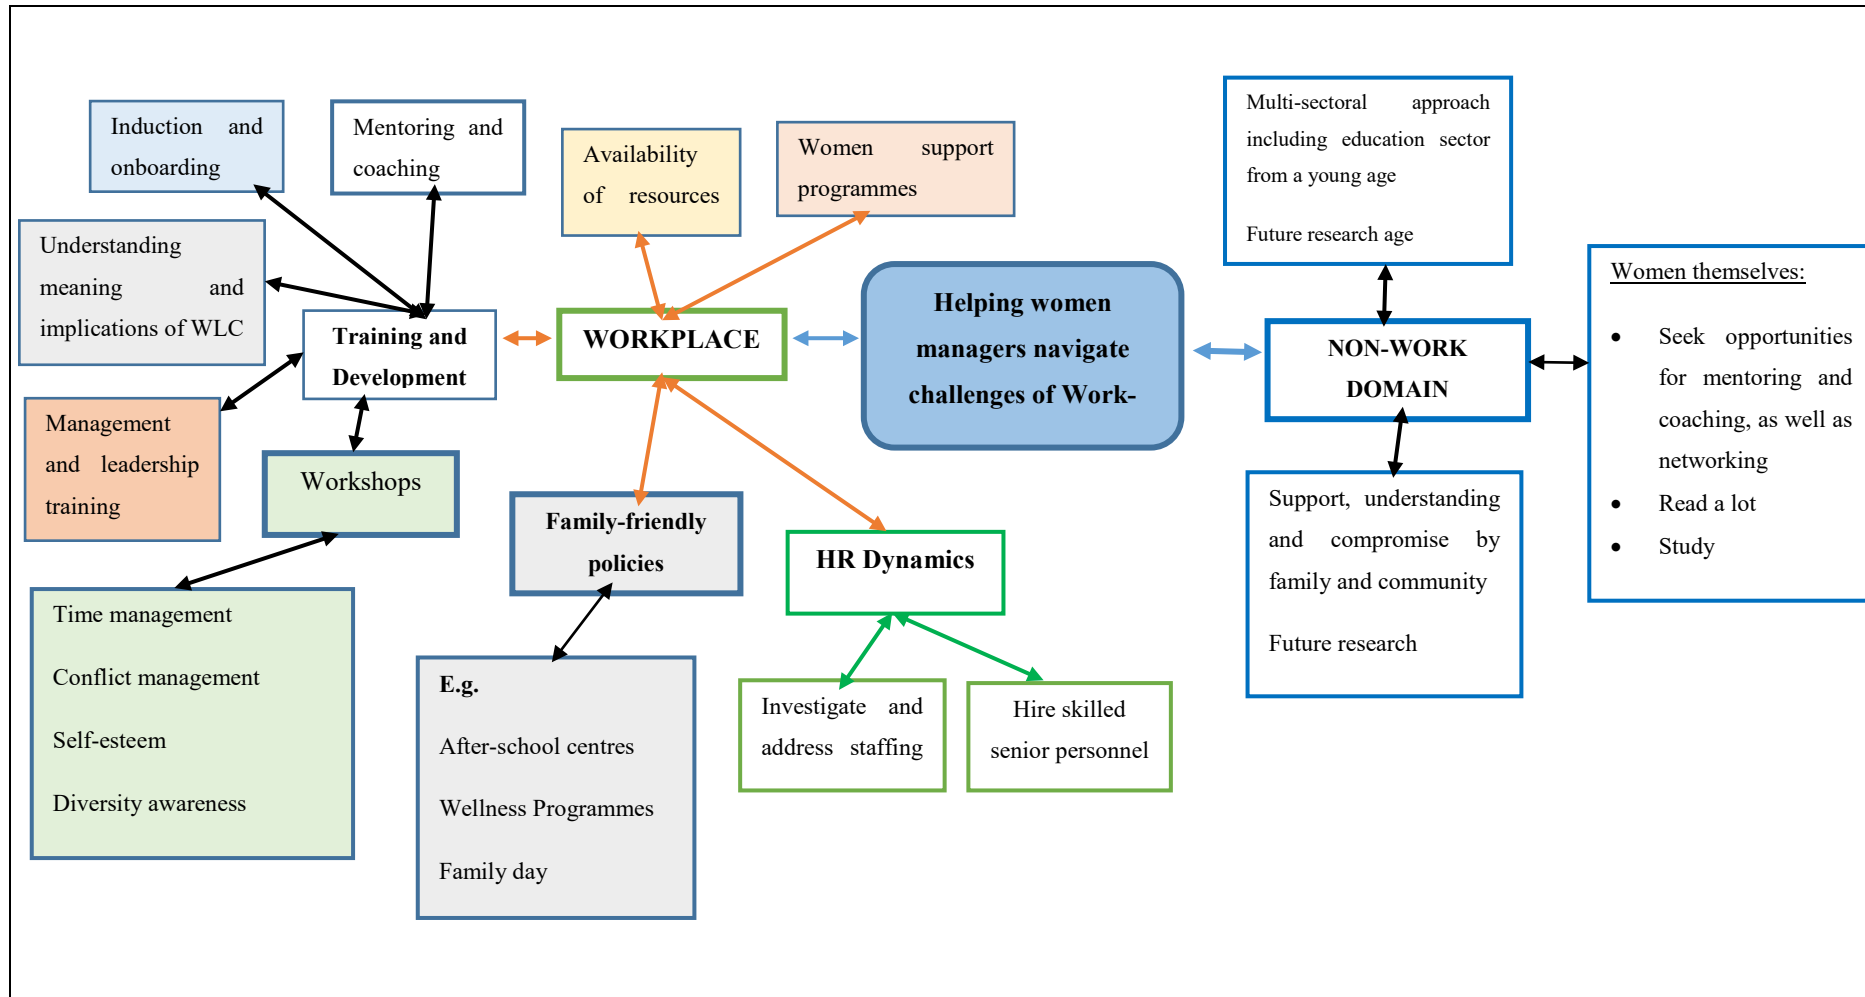 Induction and
onboarding
Mentoring and
coaching
Availability
of resources
Women support
programmes
Multi-sectoral approach
including education sector
from a young age
Future research age
Understanding
meaning and
implications of WLC
Women themselves:
• Seek opportunities
for mentoring and
coaching, as well as
networking
• Read a lot
• Study
Training and
Development
WORKPLACE
Helping women
managers navigate
challenges of Work-
NON-WORK
DOMAIN
Management
and leadership
training
Workshops
Family-friendly
policies
HR Dynamics
Support, understanding
and compromise by
family and community
Future research
Time management
Conflict management
Self-esteem
Diversity awareness
E.g.
After-school centres
Wellness Programmes
Family day
Investigate and
address staffing
Hire skilled
senior personnel